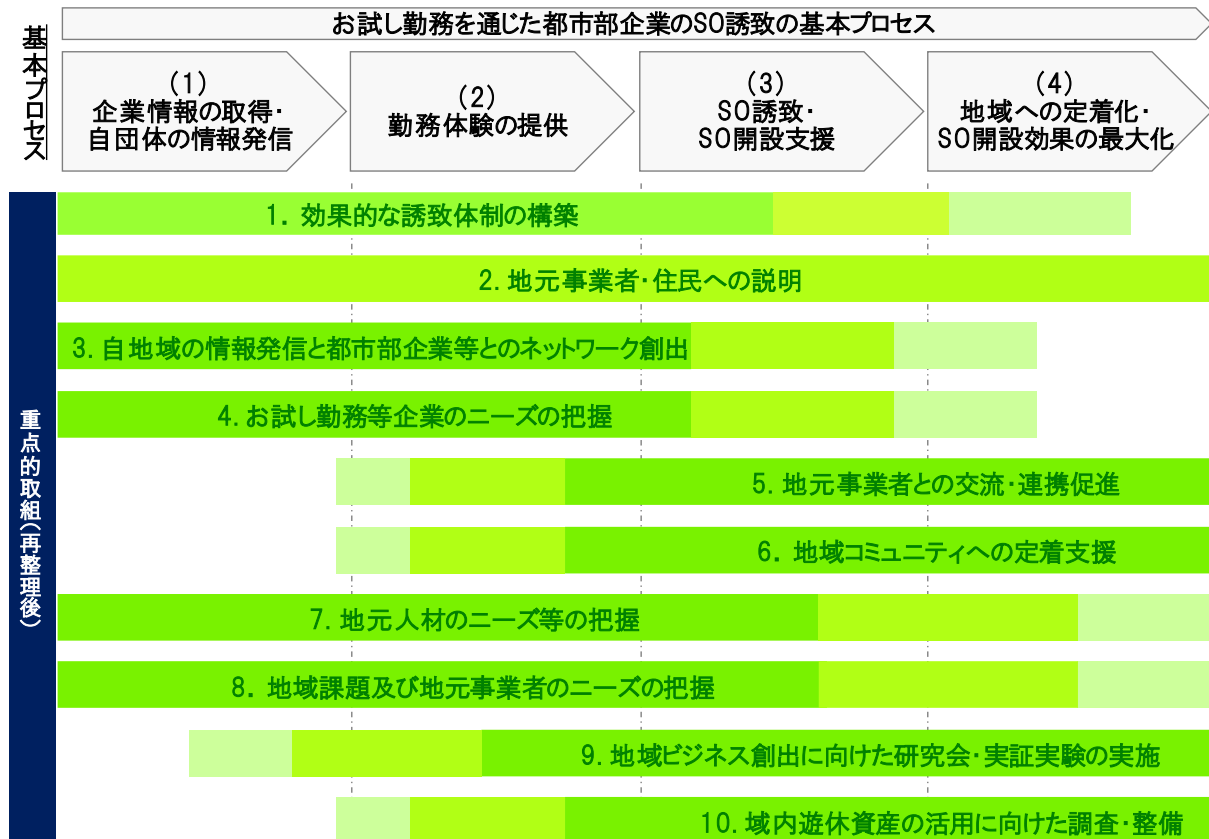 お試し勤務を通じた都市部企業のSO誘致の基本プロセス
基本プロセス
(1)
企業情報の取得・
自団体の情報発信
(2)
勤務体験の提供
(3)
SO誘致・
SO開設支援
(4)
地域への定着化・
SO開設効果の最大化
重点的取組(再整理後)
1. 効果的な誘致体制の構築
2. 地元事業者・住民への説明
3. 自地域の情報発信と都市部企業等とのネットワーク創出
4. お試し勤務等企業のニーズの把握
5. 地元事業者との交流・連携促進
6. 地域コミュニティへの定着支援
7. 地元人材のニーズ等の把握
8. 地域課題及び地元事業者のニーズの把握
9. 地域ビジネス創出に向けた研究会・実証実験の実施
10. 域内遊休資産の活用に向けた調査・整備